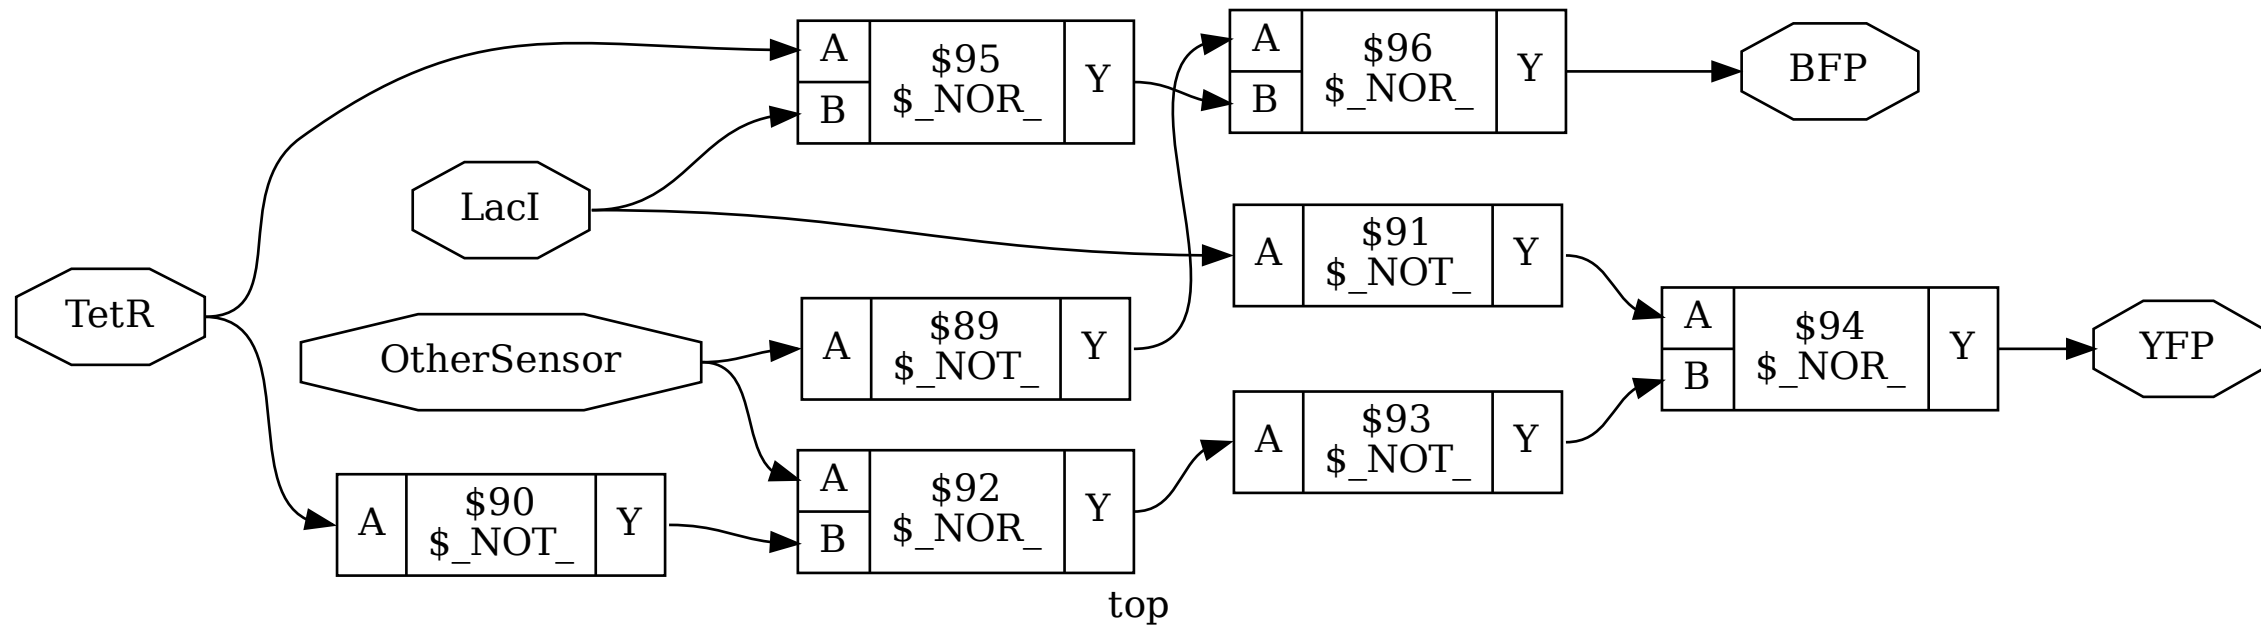 A
B
$95
$_NOR_
Y
A
B
$96
$_NOR_
Y
BFP
LacI
A
$91
$_NOT_
Y
TetR
OtherSensor
A
$89
$_NOT_
Y
A
B
$94
$_NOR_
Y
YFP
A
$93
$_NOT_
Y
A
$90
$_NOT_
Y
A
B
$92
$_NOR_
Y
top